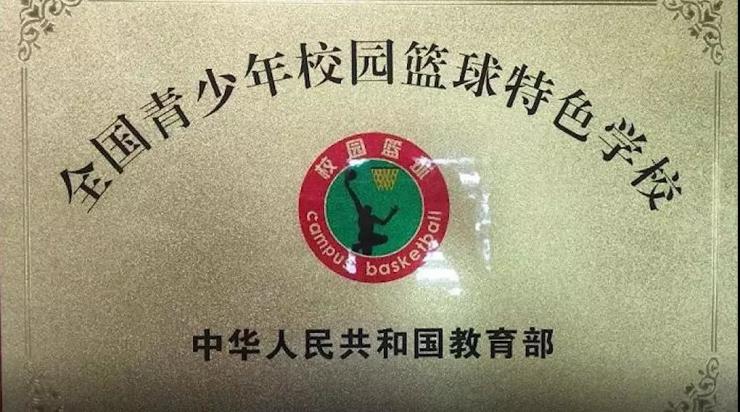 全国青少年校园篮球特色学校
校园篮球
campus basketball
中华人民共和国教育部